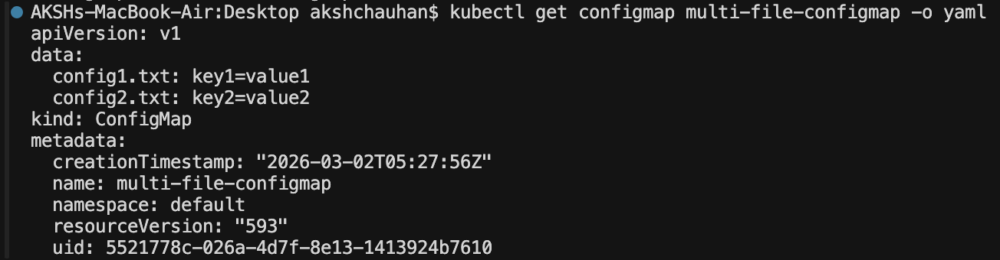 AKSHs-MacBook-Air:Desktop akshchauhan$ kubectl get configmap multi-file-configmap -o yaml
apiVersion: v1
data:
  config1.txt: key1=value1
  config2.txt: key2=value2
kind: ConfigMap
metadata:
  creationTimestamp: "2026-03-02T05:27:56Z"
  name: multi-file-configmap
  namespace: default
  resourceVersion: "593"
  uid: 5521778c-026a-4d7f-8e13-1413924b7610